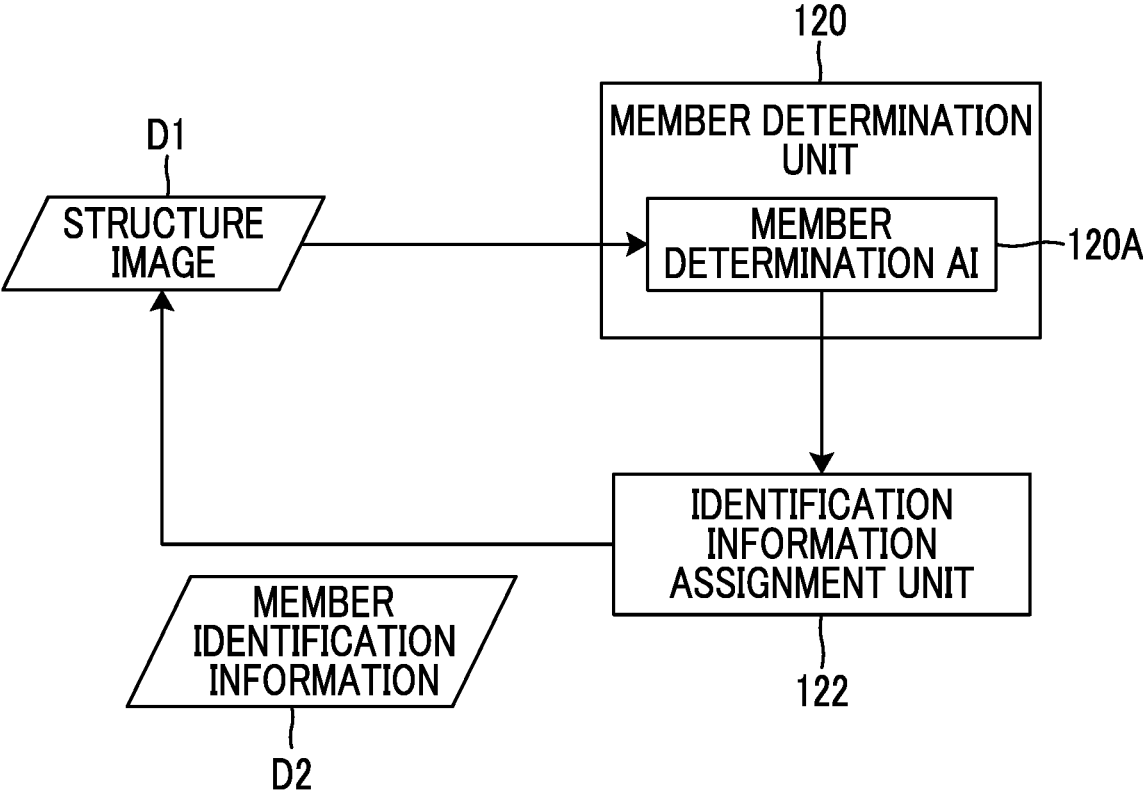 120
MEMBER DETERMINATION
UNIT
D1
STRUCTURE
IMAGE
MEMBER
DETERMINATION AI
120A
IDENTIFICATION
INFORMATION
ASSIGNMENT UNIT
122
MEMBER
IDENTIFICATION
INFORMATION
D2